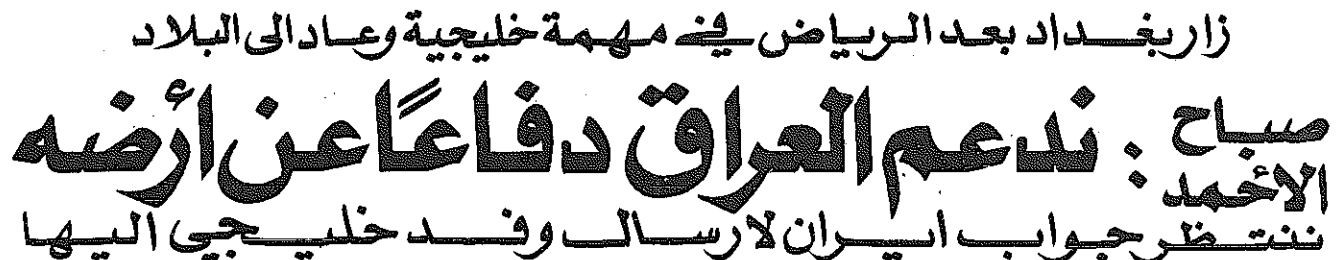 زار بغداد بعد الرياض في مهمة خليجية وعاد الى البلاد
صباح الأحمد : ندعم العراق دفاعًا عن أرضه
ننتظر جواب ايران لارسال وفد خليجي اليها